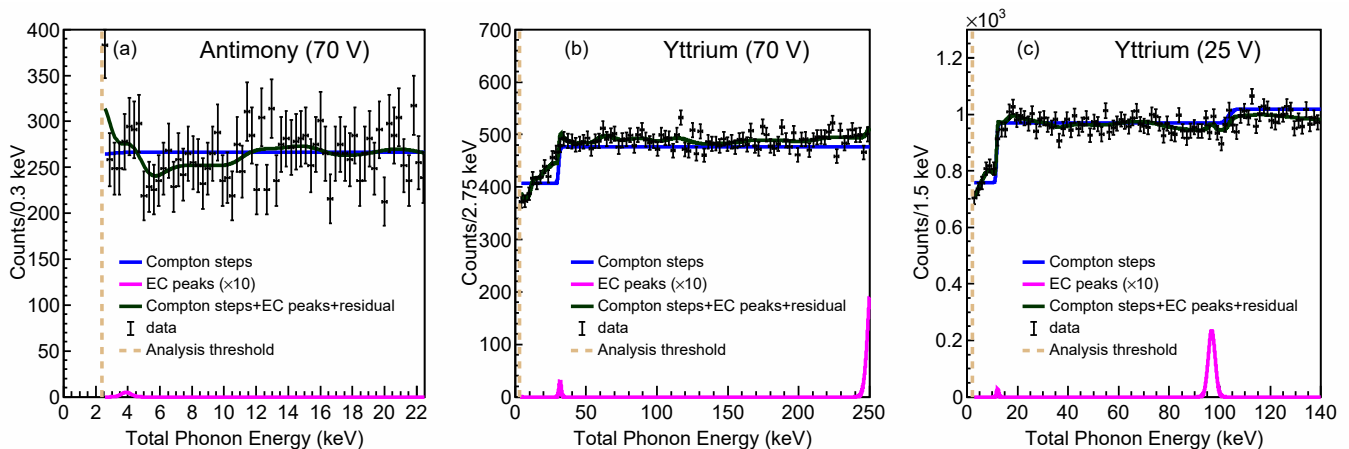 (a) Antimony (70 V)
Counts/0.3 keV
400
350
300
250
200
150
100
50
0
Compton steps
EC peaks (×10)
Compton steps+EC peaks+residual
data
Analysis threshold
0 2 4 6 8 10 12 14 16 18 20 22
Total Phonon Energy (keV)
(b) Yttrium (70 V)
Counts/2.75 keV
700
600
500
400
300
200
100
0
Compton steps
EC peaks (×10)
Compton steps+EC peaks+residual
data
Analysis threshold
0 50 100 150 200 250
Total Phonon Energy (keV)
×10³
(c) Yttrium (25 V)
Counts/1.5 keV
1.2
1
0.8
0.6
0.4
0.2
0
Compton steps
EC peaks (×10)
Compton steps+EC peaks+residual
data
Analysis threshold
0 20 40 60 80 100 120 140
Total Phonon Energy (keV)